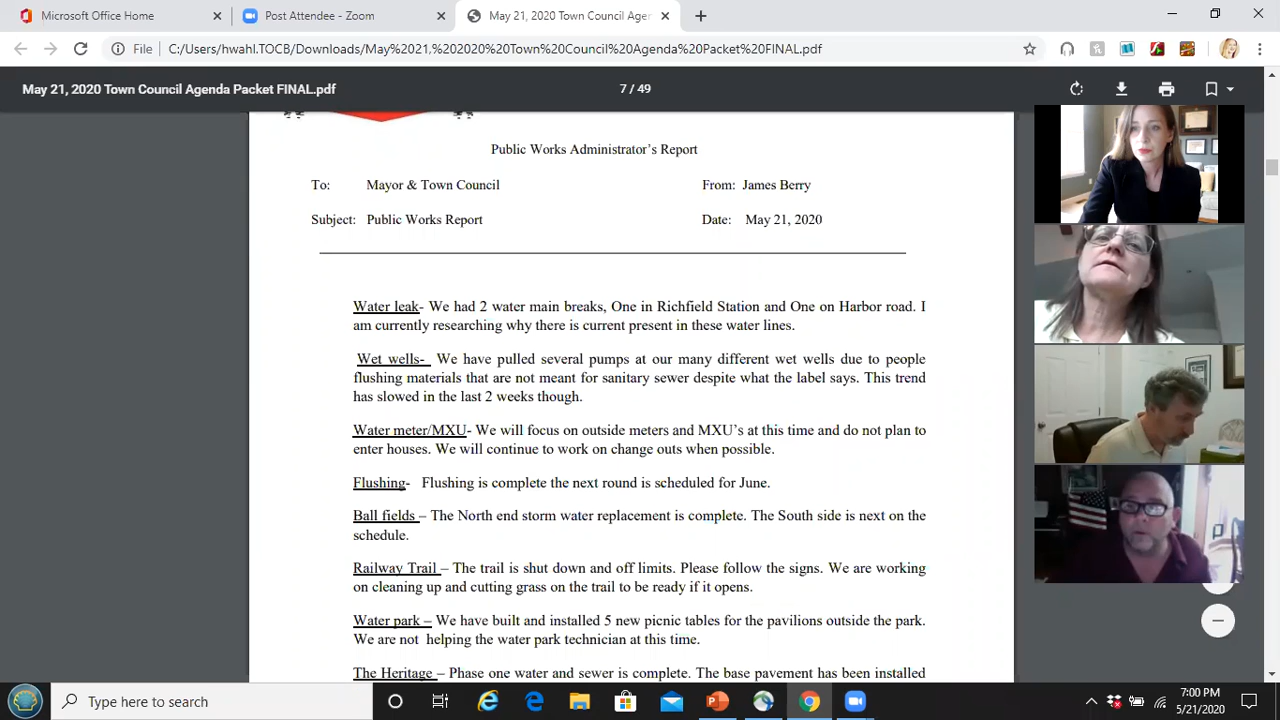 Microsoft Office Home
Post Attendee - Zoom
May 21, 2020 Town Council Agen
File
C:/Users/hwahl.TOCB/Downloads/May%2021,%202020%20Town%20Council%20Agenda%20Packet%20FINAL.pdf
May 21, 2020 Town Council Agenda Packet FINAL.pdf
7 / 49
Public Works Administrator's Report
To: Mayor & Town Council
From: James Berry
Subject: Public Works Report
Date: May 21, 2020
Water leak- We had 2 water main breaks, One in Richfield Station and One on Harbor road. I
am currently researching why there is current present in these water lines.
Wet wells- We have pulled several pumps at our many different wet wells due to people
flushing materials that are not meant for sanitary sewer despite what the label says. This trend
has slowed in the last 2 weeks though.
Water meter/MXU- We will focus on outside meters and MXU's at this time and do not plan to
enter houses. We will continue to work on change outs when possible.
Flushing- Flushing is complete the next round is scheduled for June.
Ball fields – The North end storm water replacement is complete. The South side is next on the
schedule.
Railway Trail – The trail is shut down and off limits. Please follow the signs. We are working
on cleaning up and cutting grass on the trail to be ready if it opens.
Water park – We have built and installed 5 new picnic tables for the pavilions outside the park.
We are not helping the water park technician at this time.
The Heritage – Phase one water and sewer is complete. The base pavement has been installed
Type here to search
7:00 PM
5/21/2020